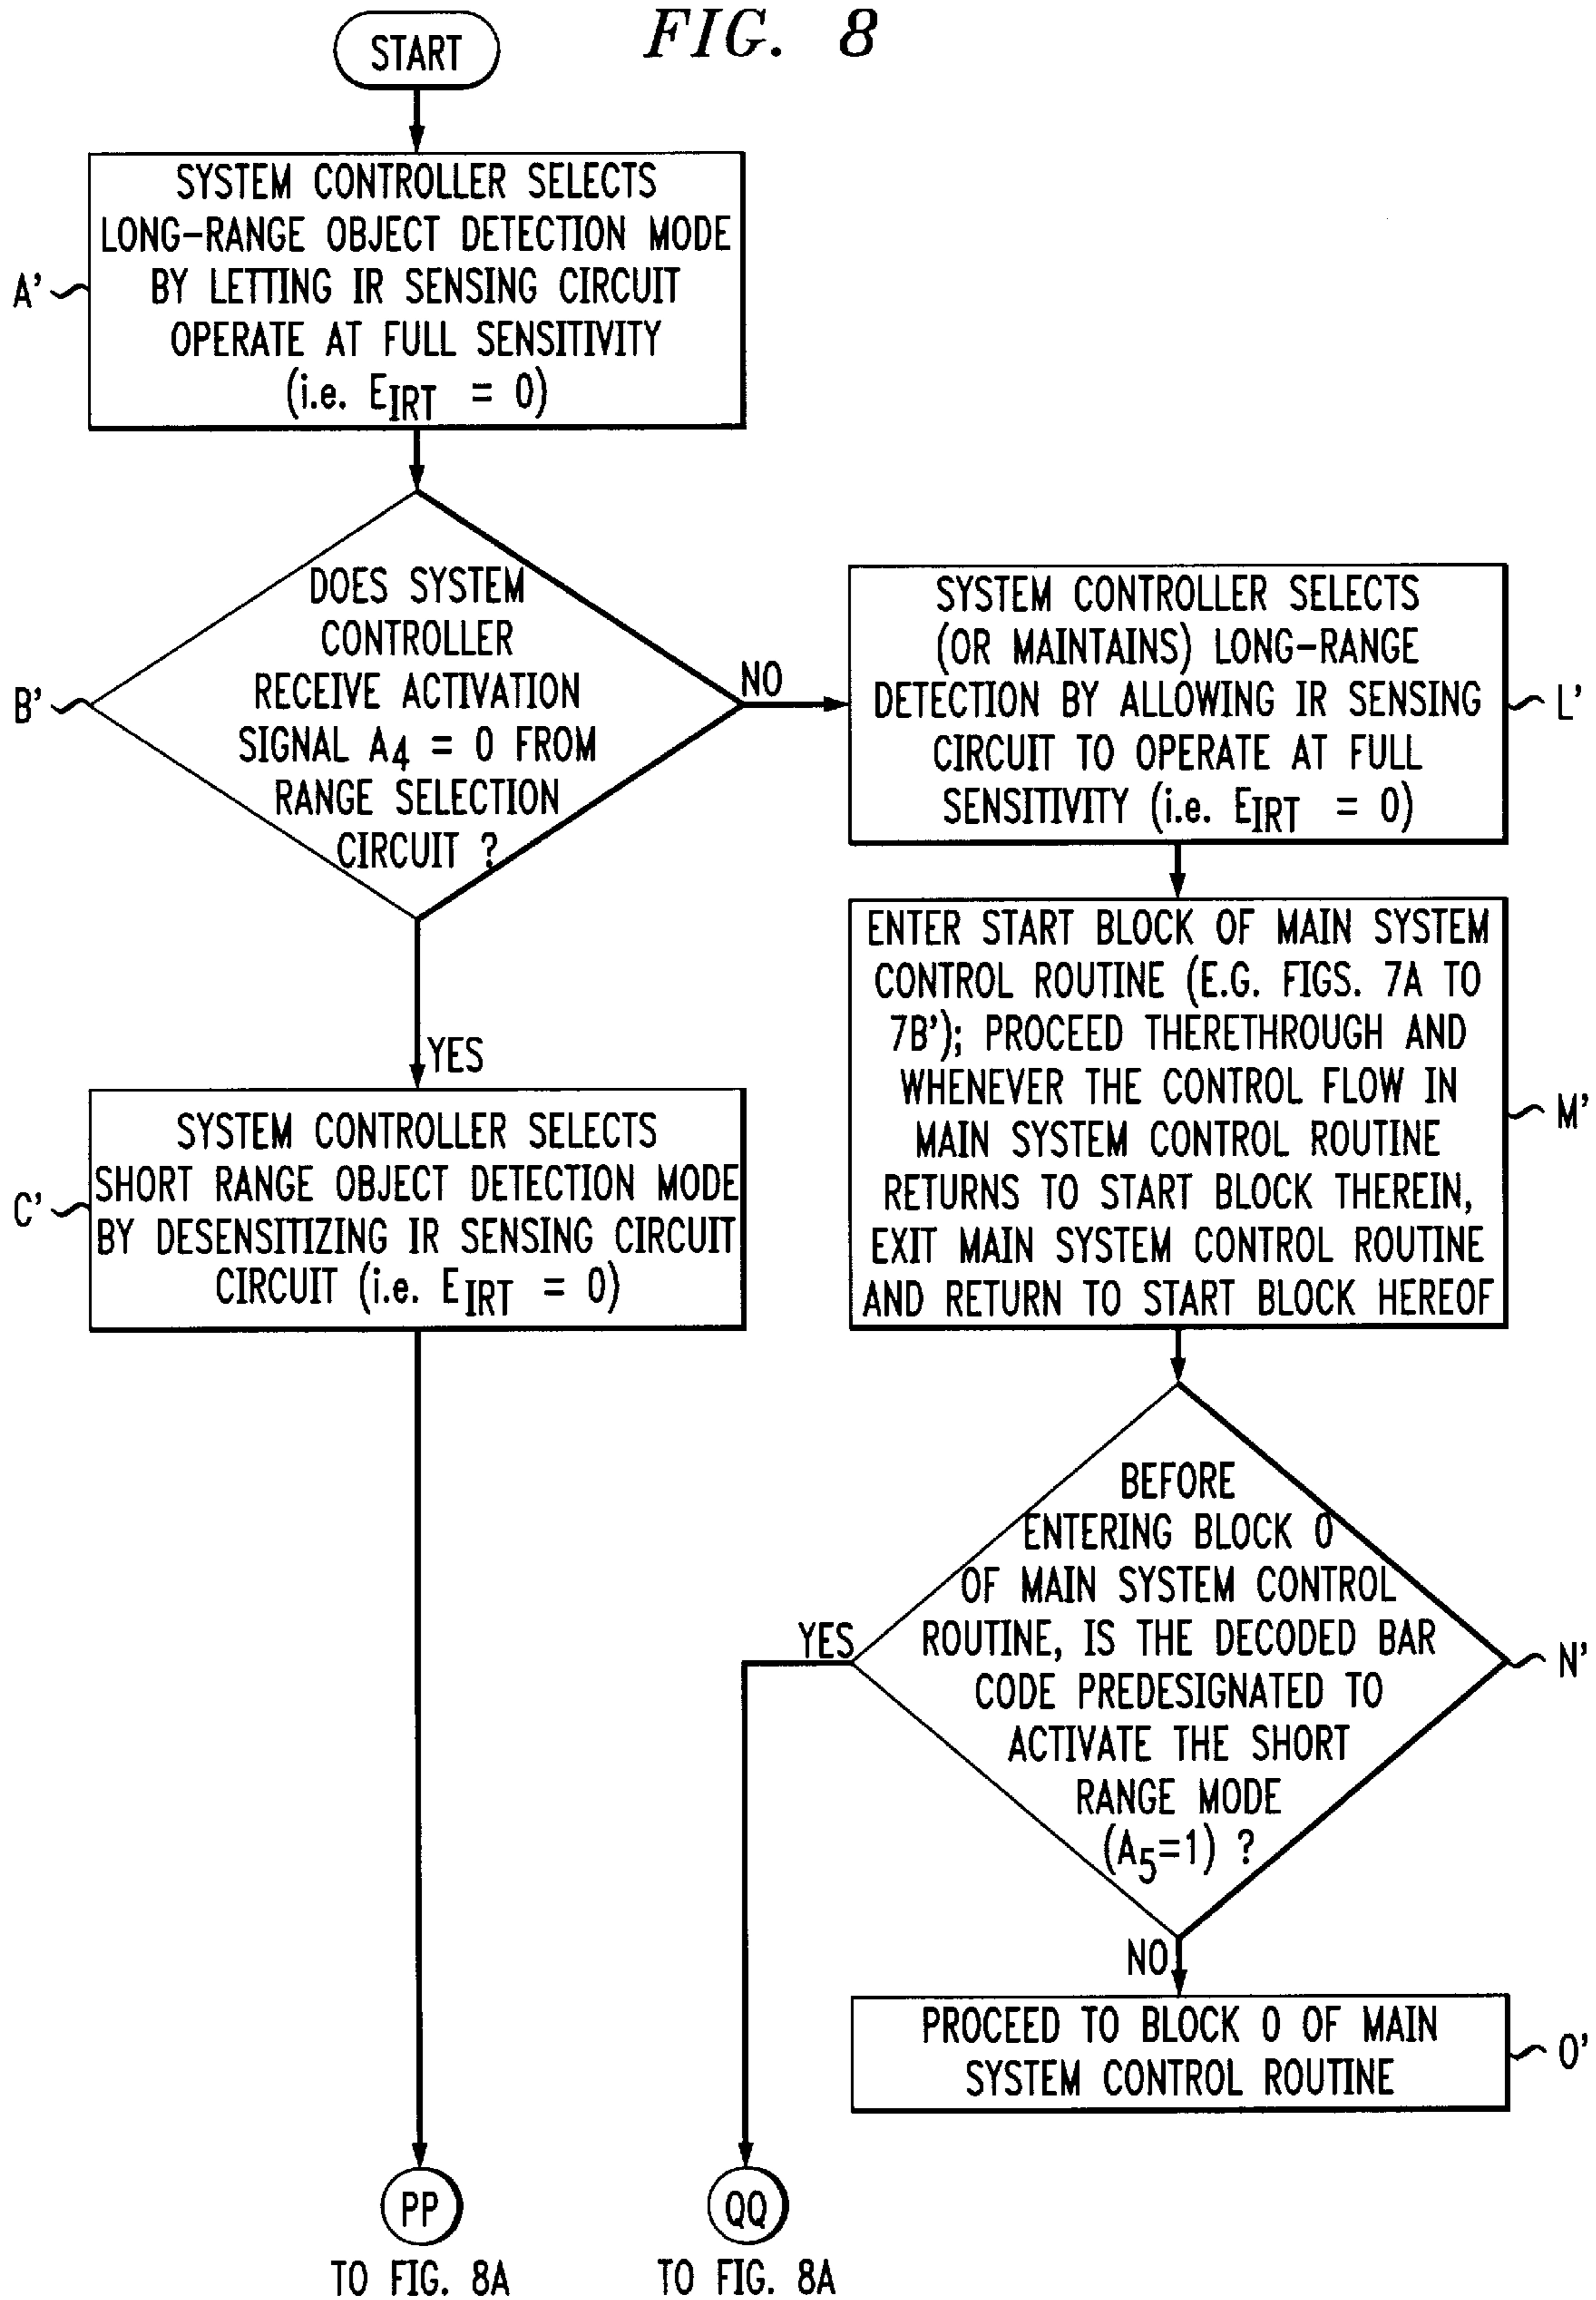 FIG. 8
START
SYSTEM CONTROLLER SELECTS
LONG-RANGE OBJECT DETECTION MODE
BY LETTING IR SENSING CIRCUIT
OPERATE AT FULL SENSITIVITY
(i.e. EIRT = 0)
A'
DOES SYSTEM
CONTROLLER
RECEIVE ACTIVATION
SIGNAL A4 = 0 FROM
RANGE SELECTION
CIRCUIT ?
B'
NO
YES
SYSTEM CONTROLLER SELECTS
(OR MAINTAINS) LONG-RANGE
DETECTION BY ALLOWING IR SENSING
CIRCUIT TO OPERATE AT FULL
SENSITIVITY (i.e. EIRT = 0)
L'
ENTER START BLOCK OF MAIN SYSTEM
CONTROL ROUTINE (E.G. FIGS. 7A TO
7B'); PROCEED THERETHROUGH AND
WHENEVER THE CONTROL FLOW IN
MAIN SYSTEM CONTROL ROUTINE
RETURNS TO START BLOCK THEREIN,
EXIT MAIN SYSTEM CONTROL ROUTINE
AND RETURN TO START BLOCK HEREOF
M'
SYSTEM CONTROLLER SELECTS
SHORT RANGE OBJECT DETECTION MODE
BY DESENSITIZING IR SENSING CIRCUIT
CIRCUIT (i.e. EIRT = 0)
C'
BEFORE
ENTERING BLOCK O
OF MAIN SYSTEM CONTROL
ROUTINE, IS THE DECODED BAR
CODE PREDESIGNATED TO
ACTIVATE THE SHORT
RANGE MODE
(A5=1) ?
N'
YES
NO
PROCEED TO BLOCK O OF MAIN
SYSTEM CONTROL ROUTINE
O'
PP
TO FIG. 8A
QQ
TO FIG. 8A